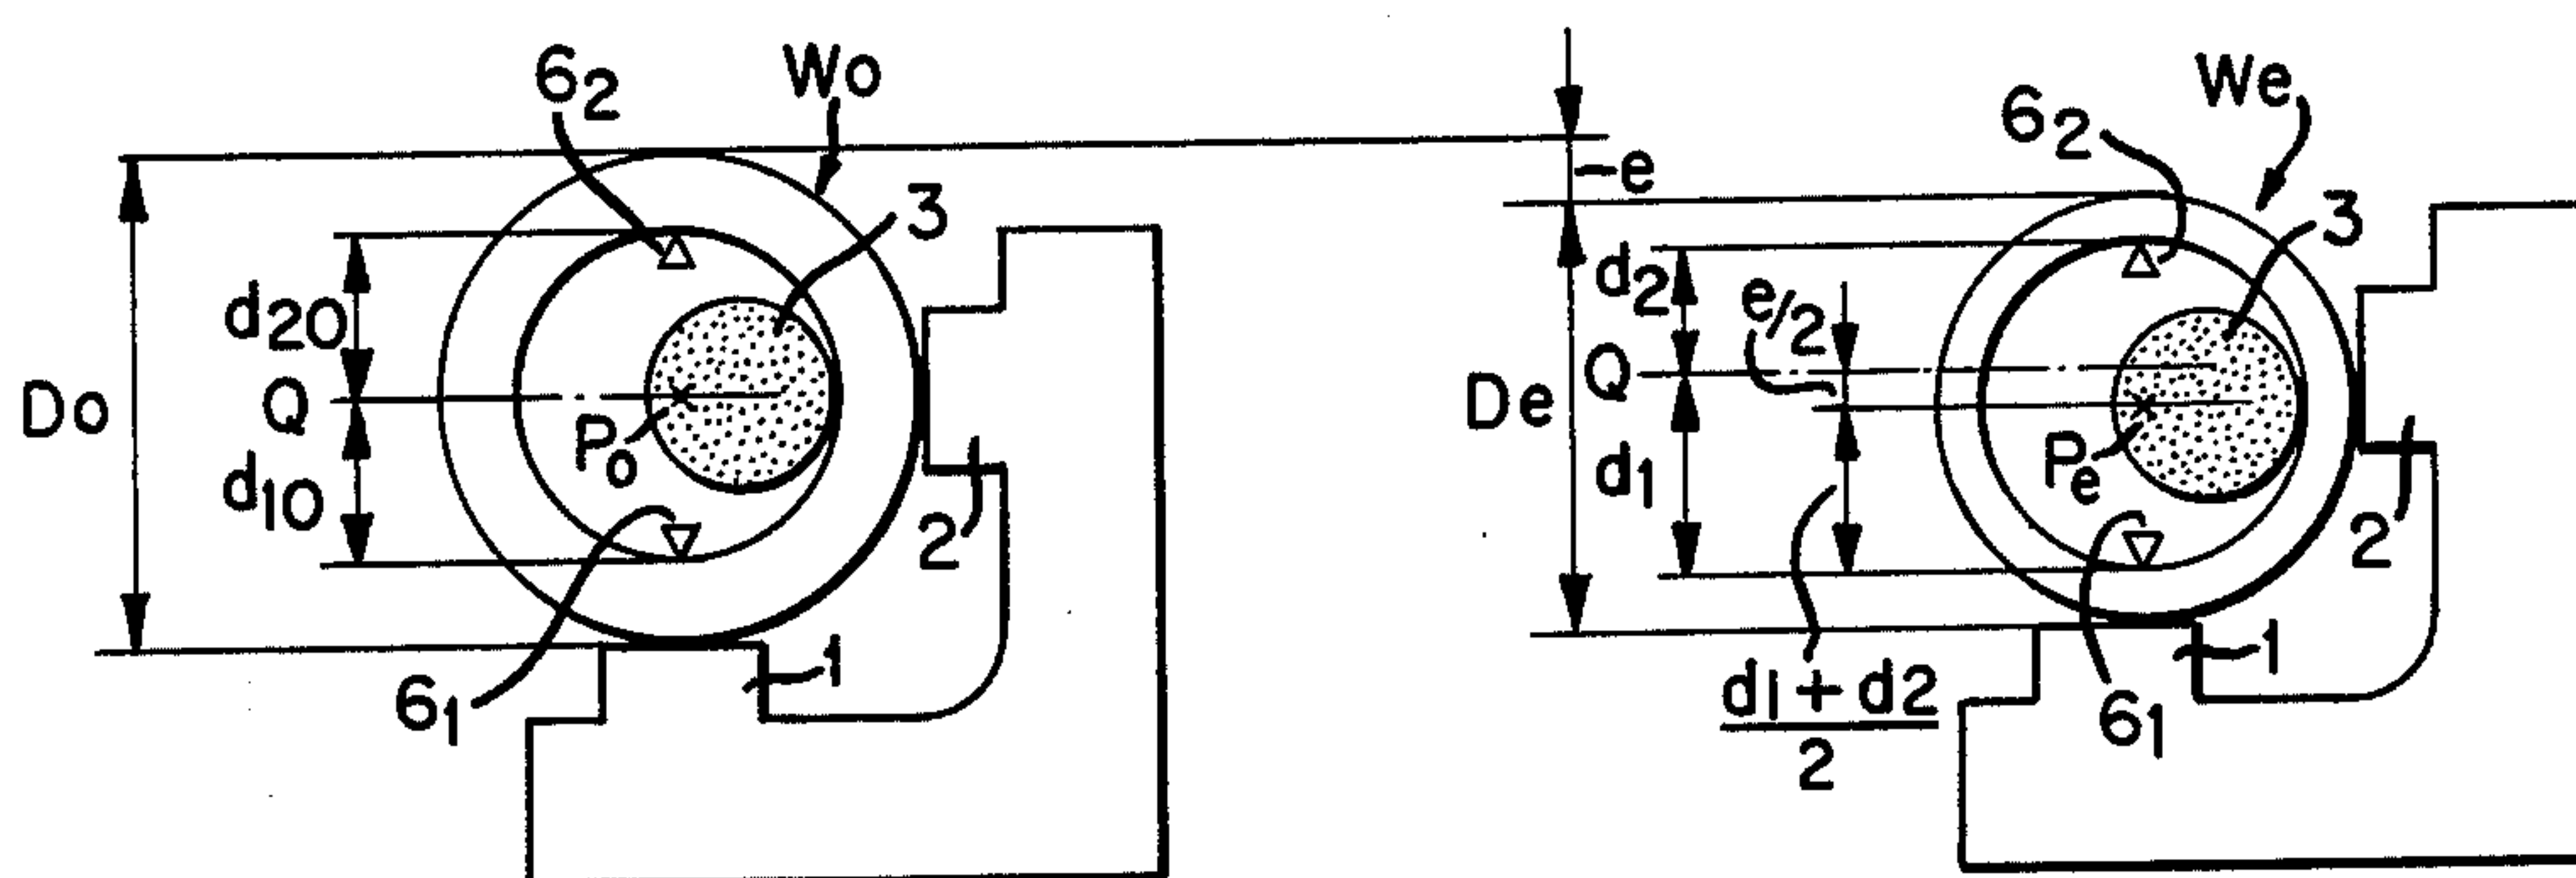 6₂
Wo
3
d₂₀
Do
Q
Po
d₁₀
2
6₁
1
-e
We
6₂
3
d₂
e/2
Q
De
d₁
Pe
2
d₁+d₂
2
6₁
1